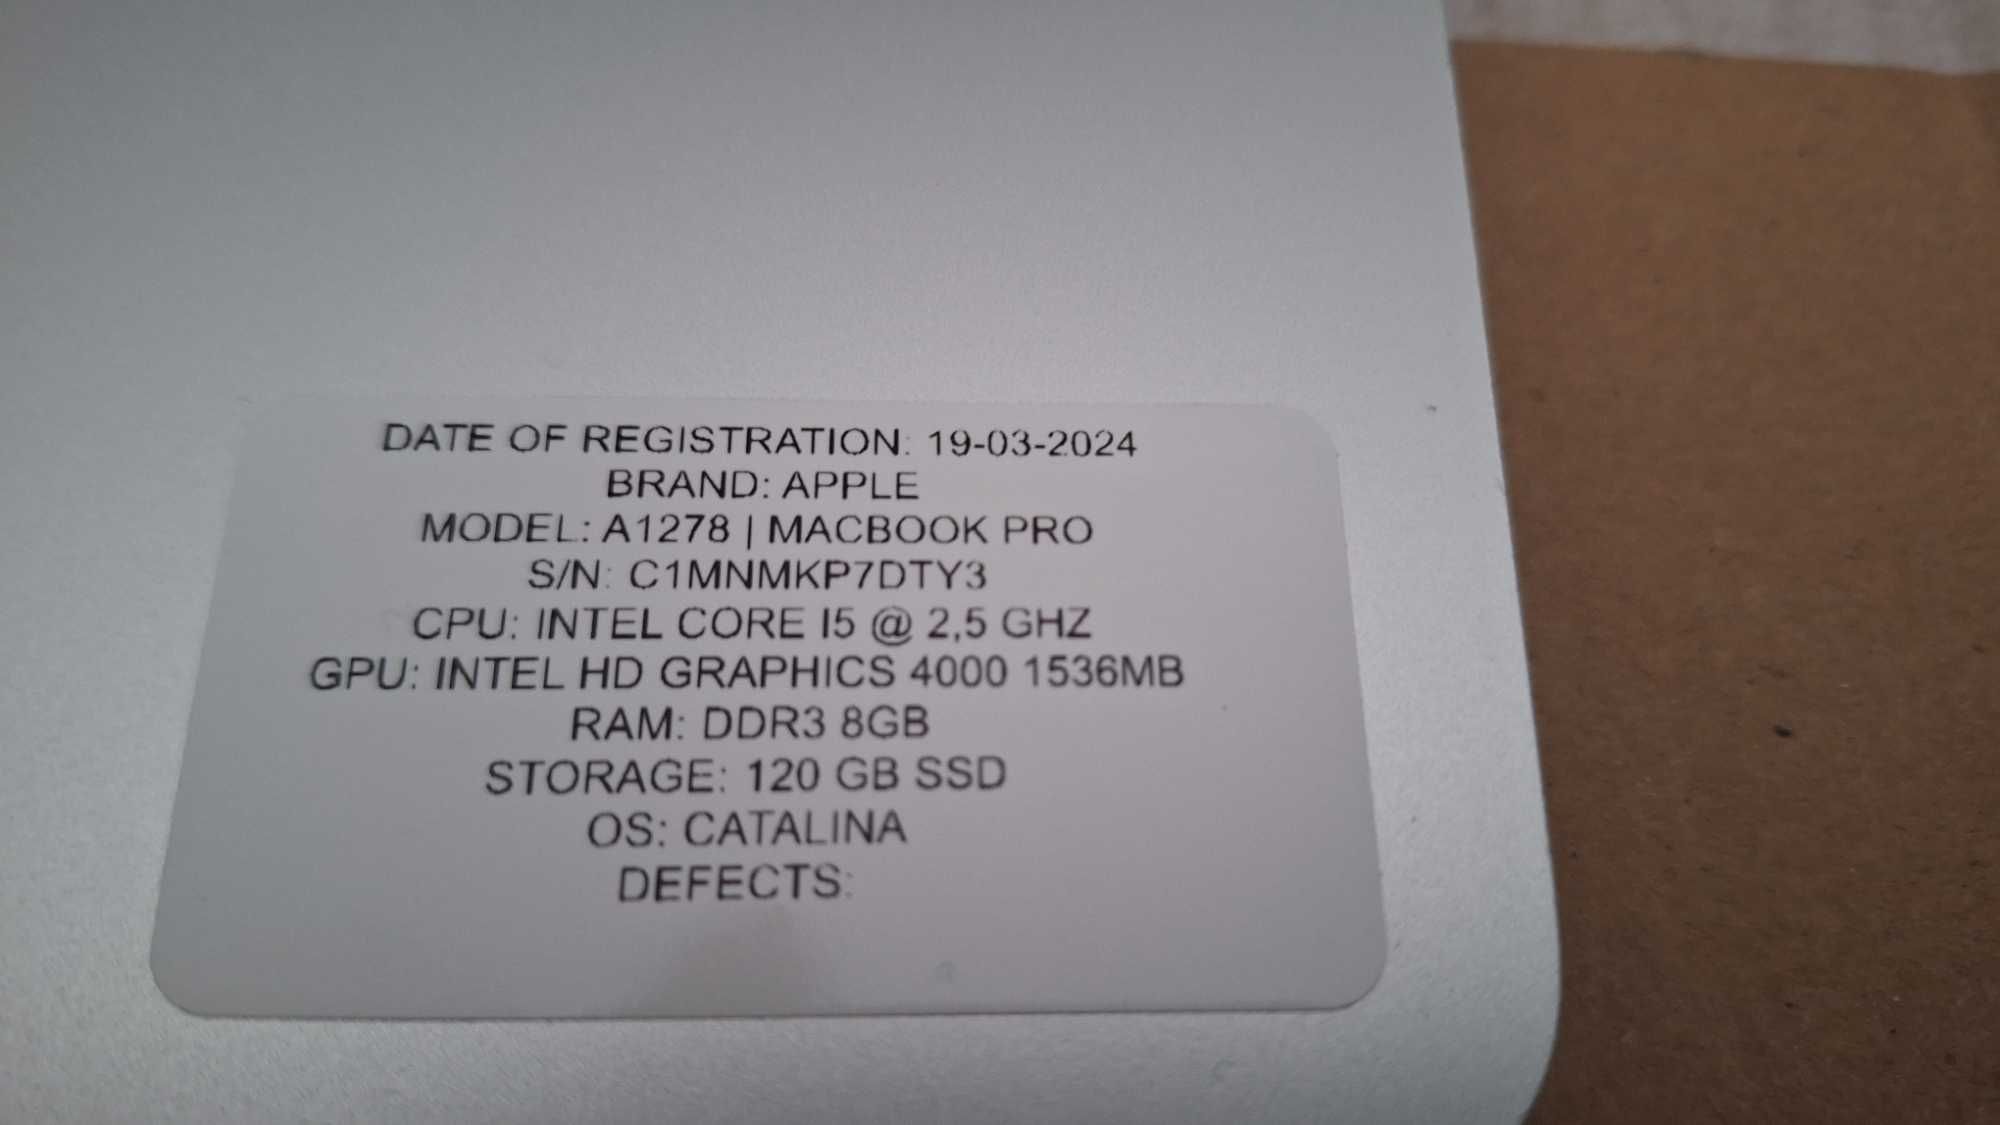 DATE OF REGISTRATION: 19-03-2024
BRAND: APPLE
MODEL: A1278 | MACBOOK PRO
S/N: C1MNMKP7DTY3
CPU: INTEL CORE I5 @ 2,5 GHZ
GPU: INTEL HD GRAPHICS 4000 1536MB
RAM: DDR3 8GB
STORAGE: 120 GB SSD
OS: CATALINA
DEFECTS: